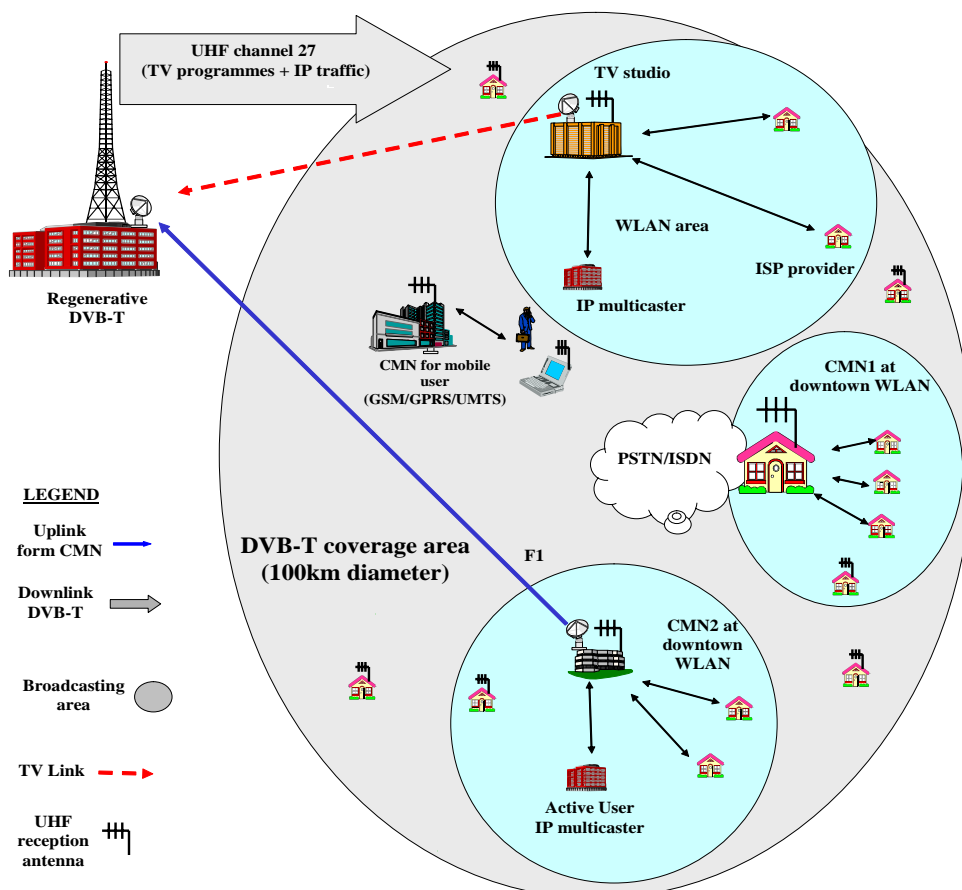 UHF channel 27
(TV programmes + IP traffic)
TV studio
WLAN area
ISP provider
IP multicaster
Regenerative
DVB-T
CMN for mobile
user
(GSM/GPRS/UMTS)
CMN1 at
downtown WLAN
PSTN/ISDN
LEGEND
Uplink
form CMN
Downlink
DVB-T
Broadcasting
area
TV Link
UHF
reception
antenna
DVB-T coverage area
(100km diameter)
F1
CMN2 at
downtown
WLAN
Active User
IP multicaster